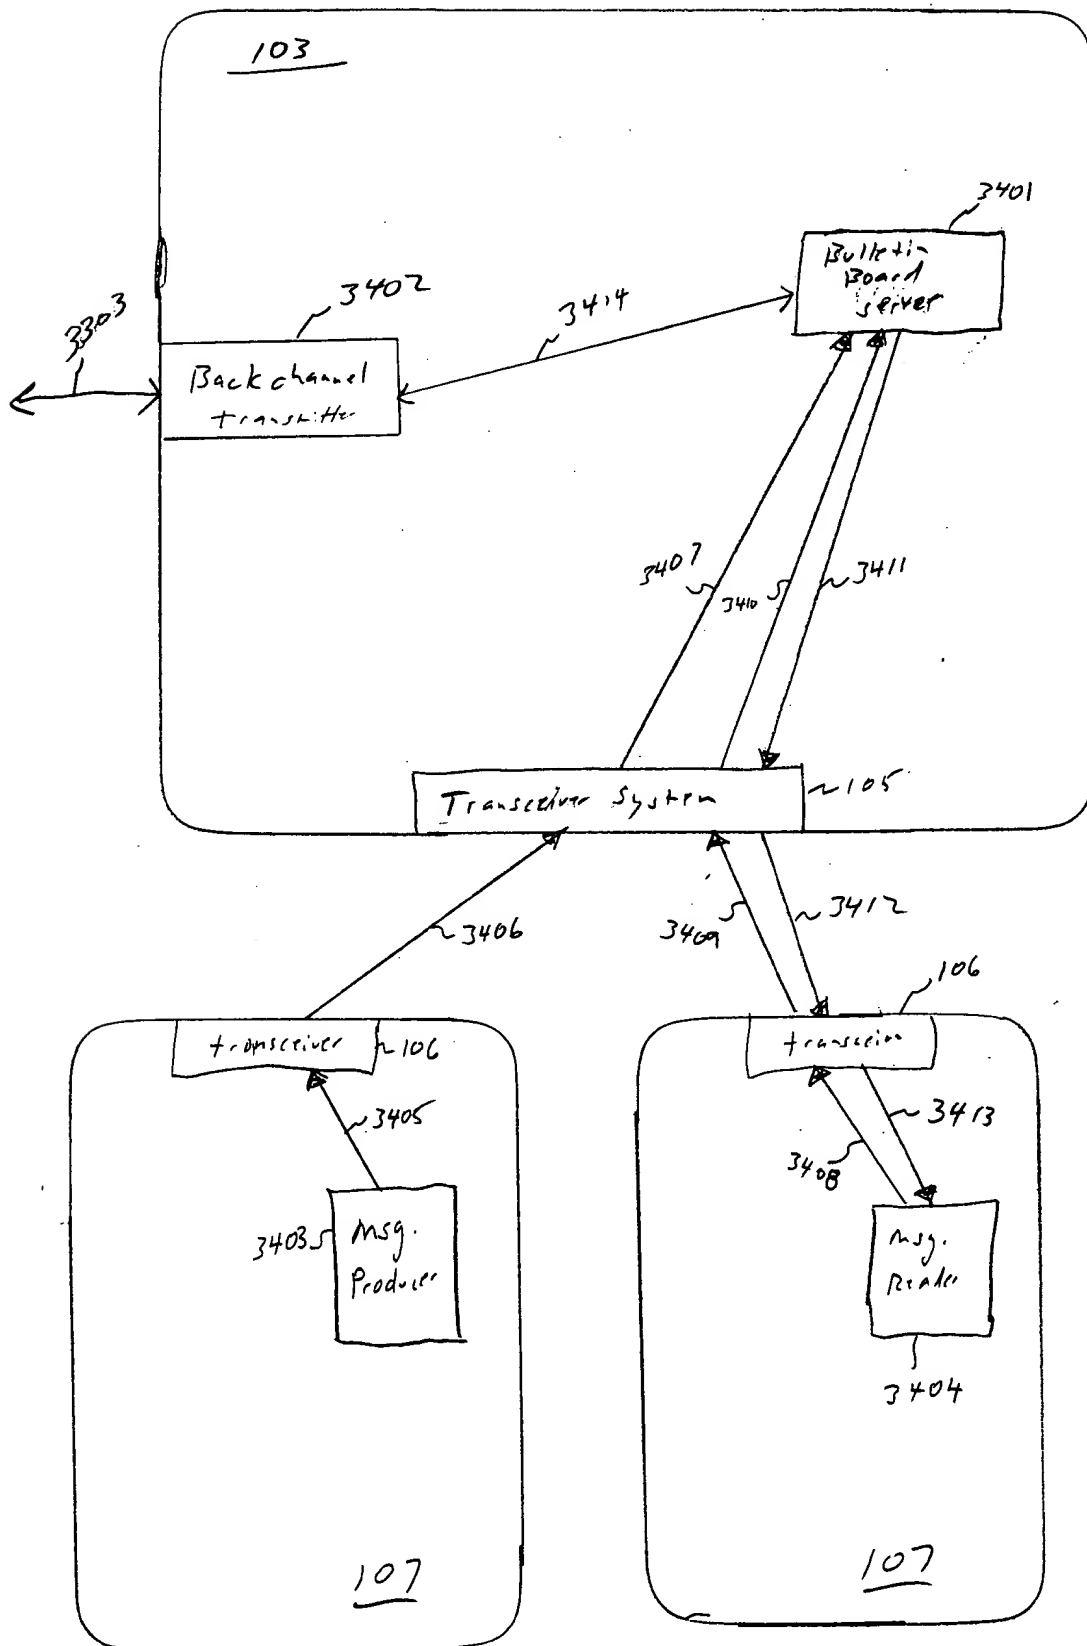 103
3401
Bulletin
Board
server
3402
3414
3303
Backchannel
transmitter
3407
3410
3411
Transceiver System
105
3406
3409
3412
106
transceiver
106
transceiver
3405
3408
3413
3403
Msg.
Producer
Msg.
Reader
3404
107
107